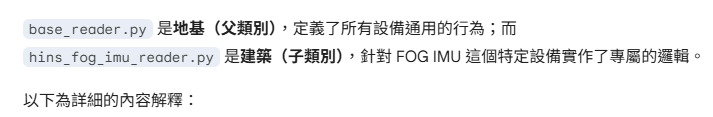 base_reader.py 是地基（父類別），定義了所有設備通用的行為；而
hins_fog_imu_reader.py 是建築（子類別），針對 FOG IMU 這個特定設備實作了專屬的邏輯。
以下為詳細的內容解釋：